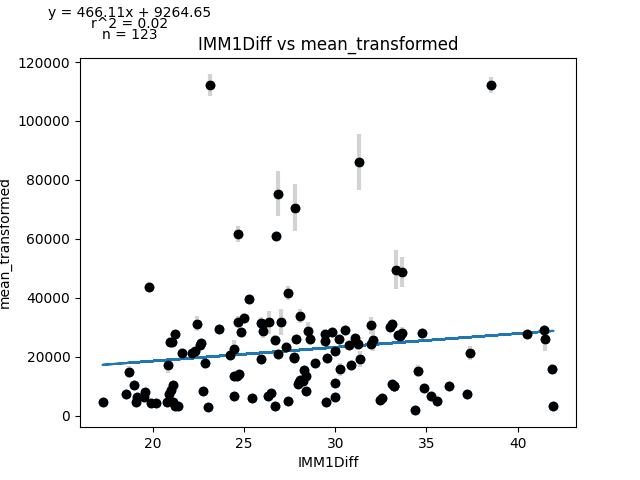 y = 466.11x + 9264.65
r^2 = 0.02
n = 123
IMM1Diff vs mean_transformed
120000
100000
80000
60000
40000
20000
0
mean_transformed
20 25 30 35 40
IMM1Diff